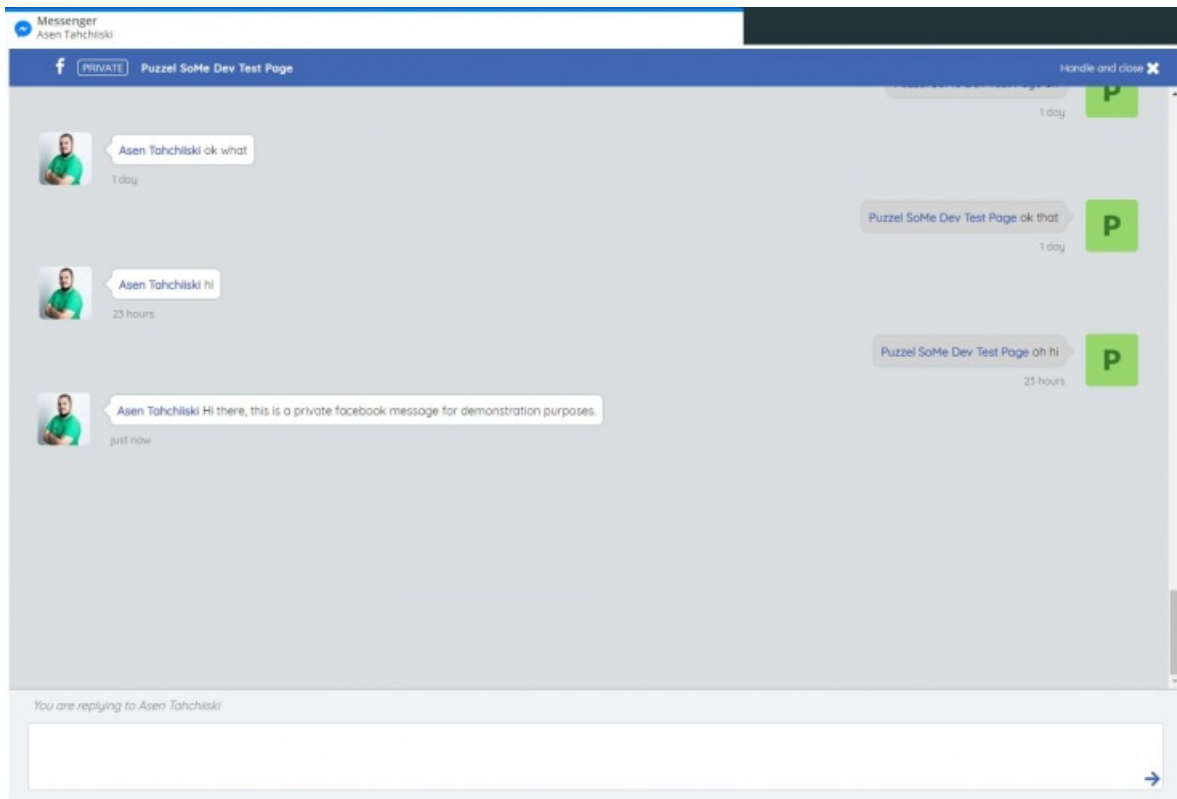 Messenger
Asen Tahchiiski
f PRIVATE Puzzel SoMe Dev Test Page Handle and close
P
1 day
Asen Tahchiiski ok what
1 day
Puzzel SoMe Dev Test Page ok that
P
1 day
Asen Tahchiiski hi
23 hours
Puzzel SoMe Dev Test Page oh hi
P
23 hours
Asen Tahchiiski Hi there, this is a private facebook message for demonstration purposes.
just now
You are replying to Asen Tahchiiski